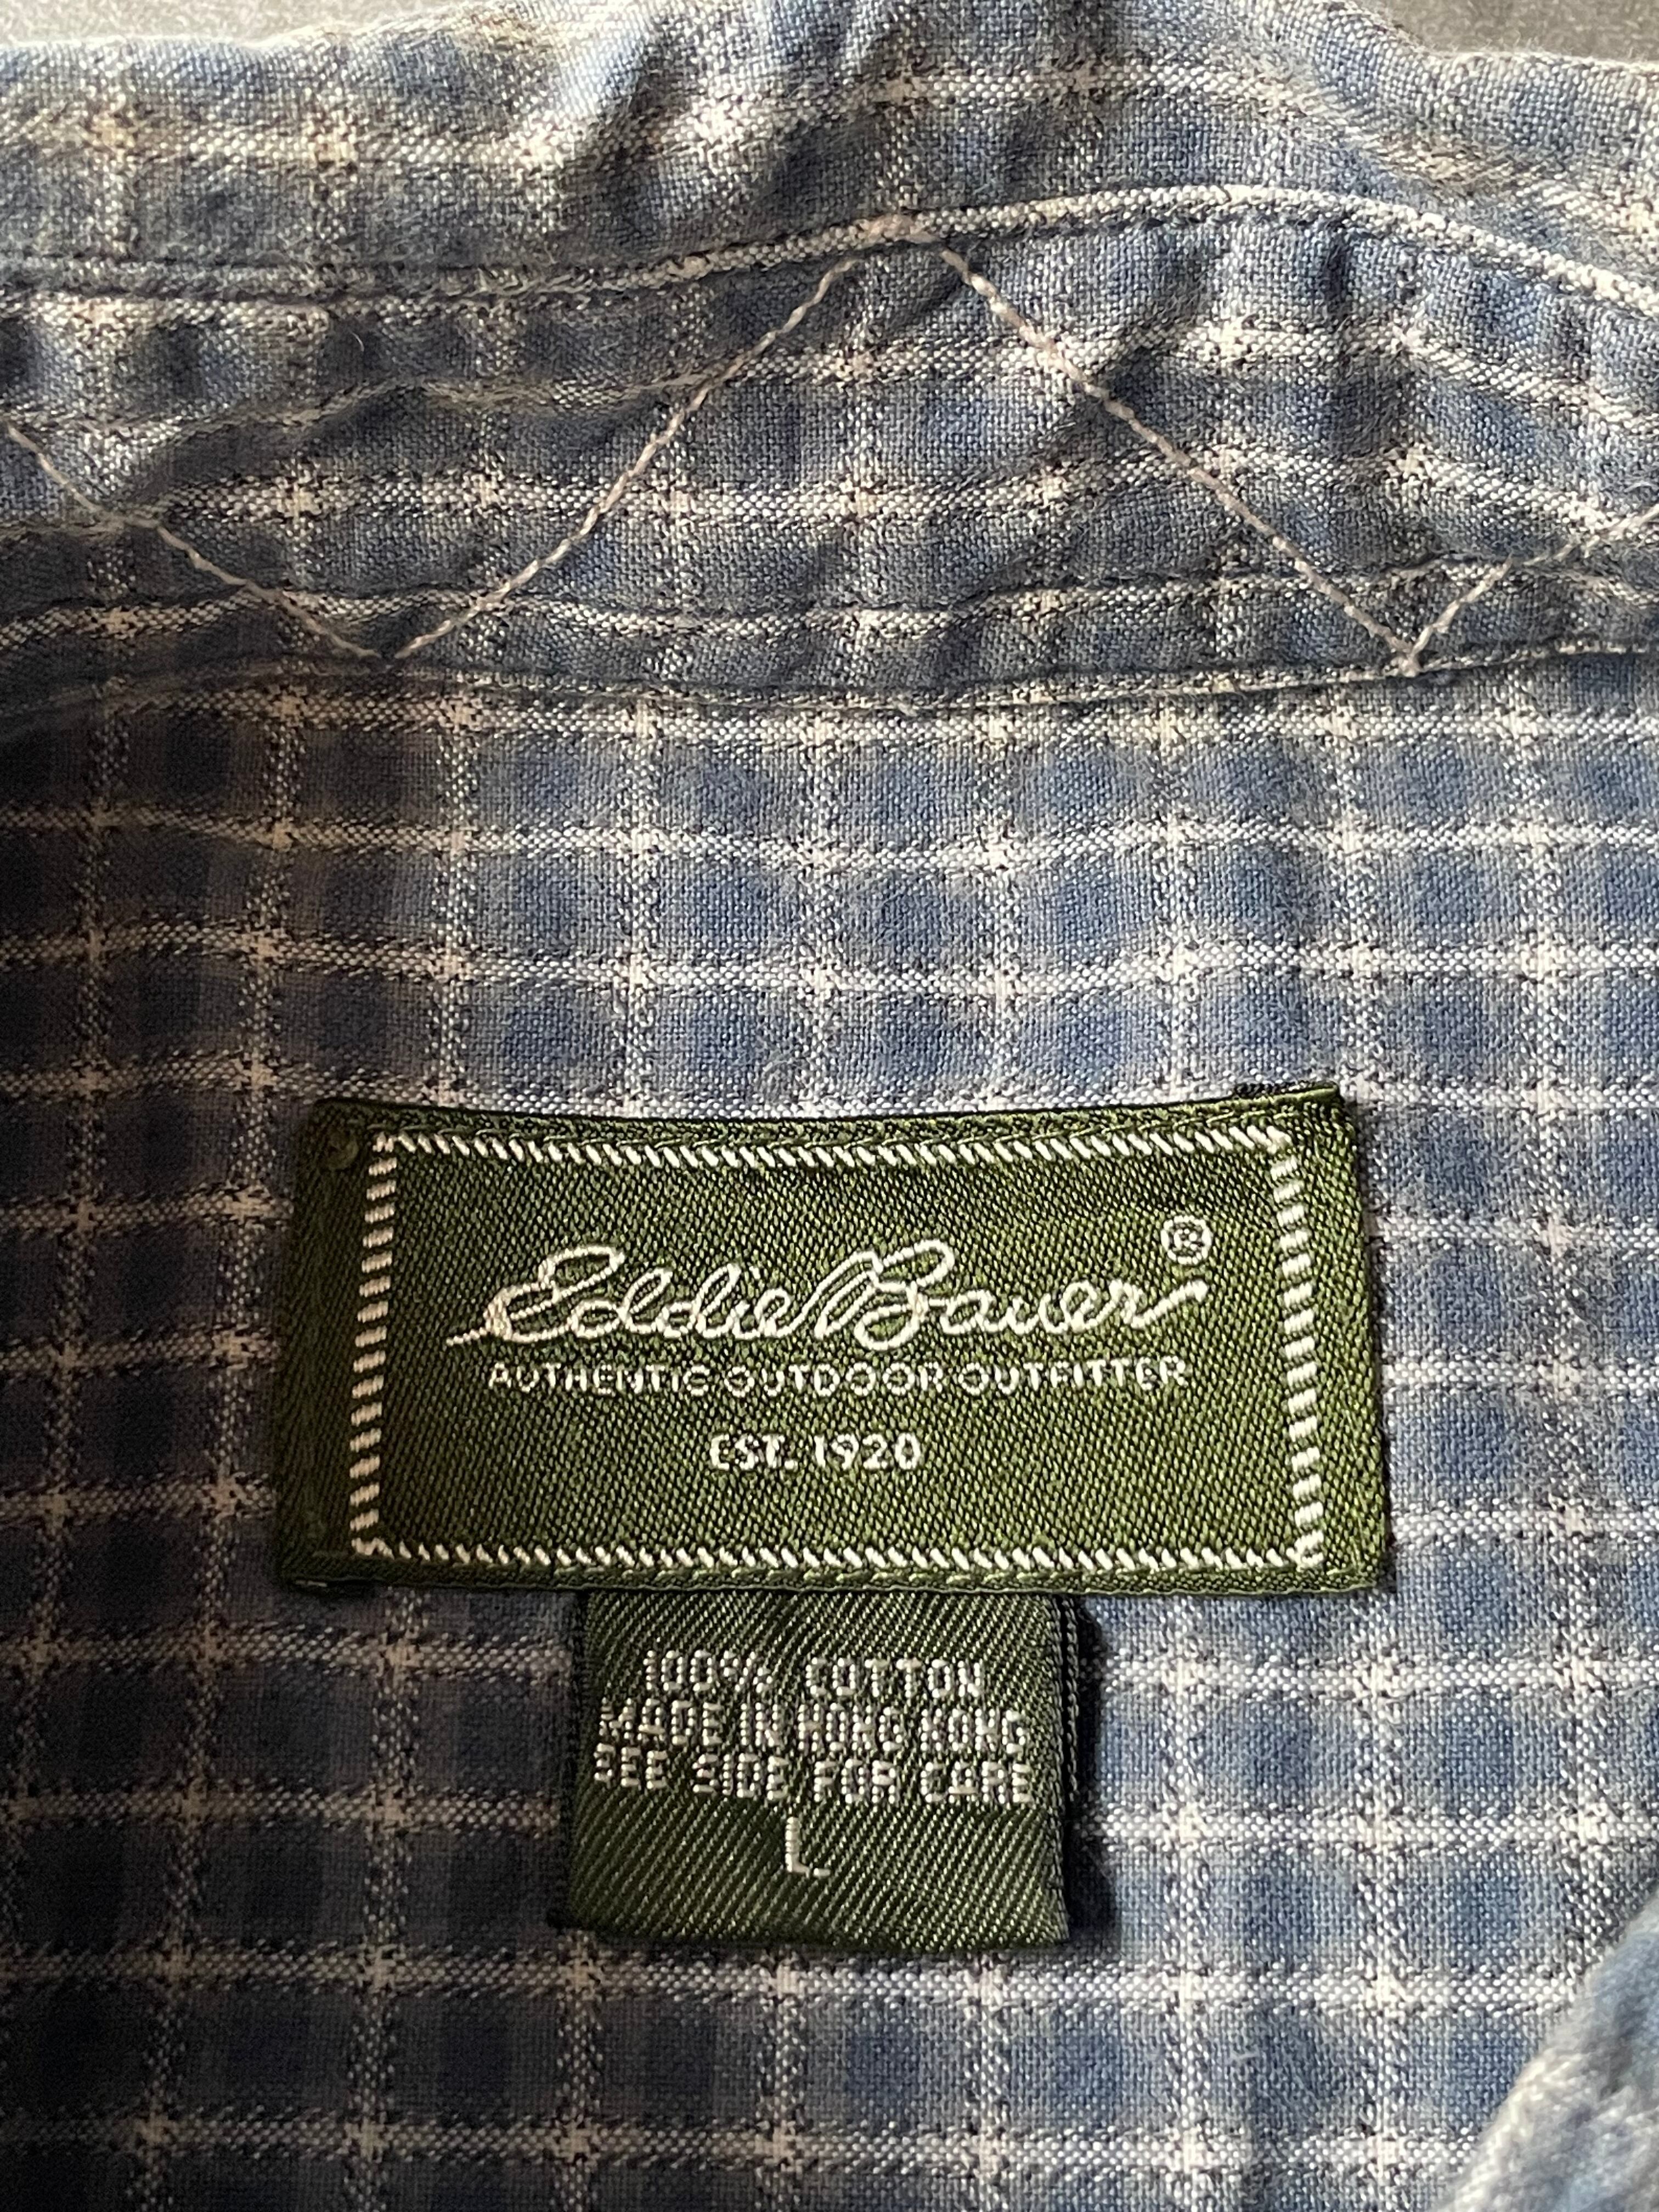 Eddie Bauer®
AUTHENTIC OUTDOOR OUTFITTER
EST. 1920
100% COTTON
MADE IN HONG KONG
SEE SIDE FOR CARE
L